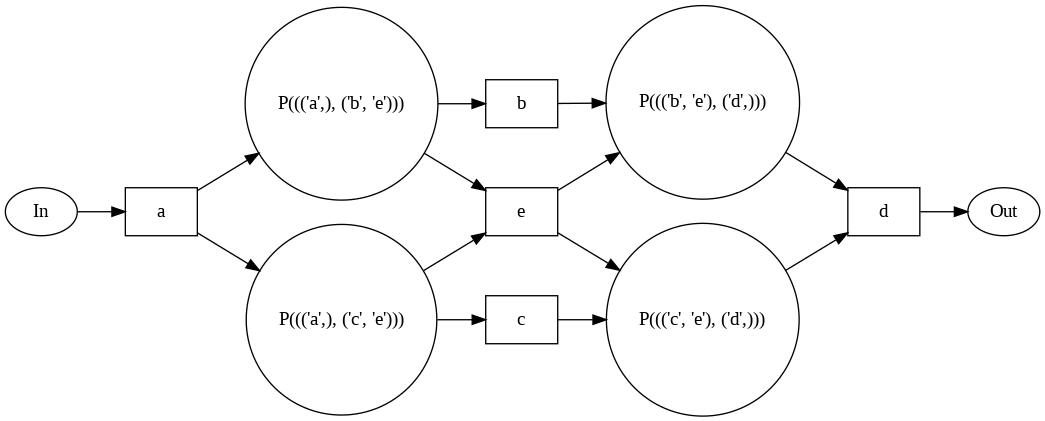 In
a
P((('a',), ('b', 'e')))
P((('a',), ('c', 'e')))
b
e
c
P((('b', 'e'), ('d',)))
P((('c', 'e'), ('d',)))
d
Out